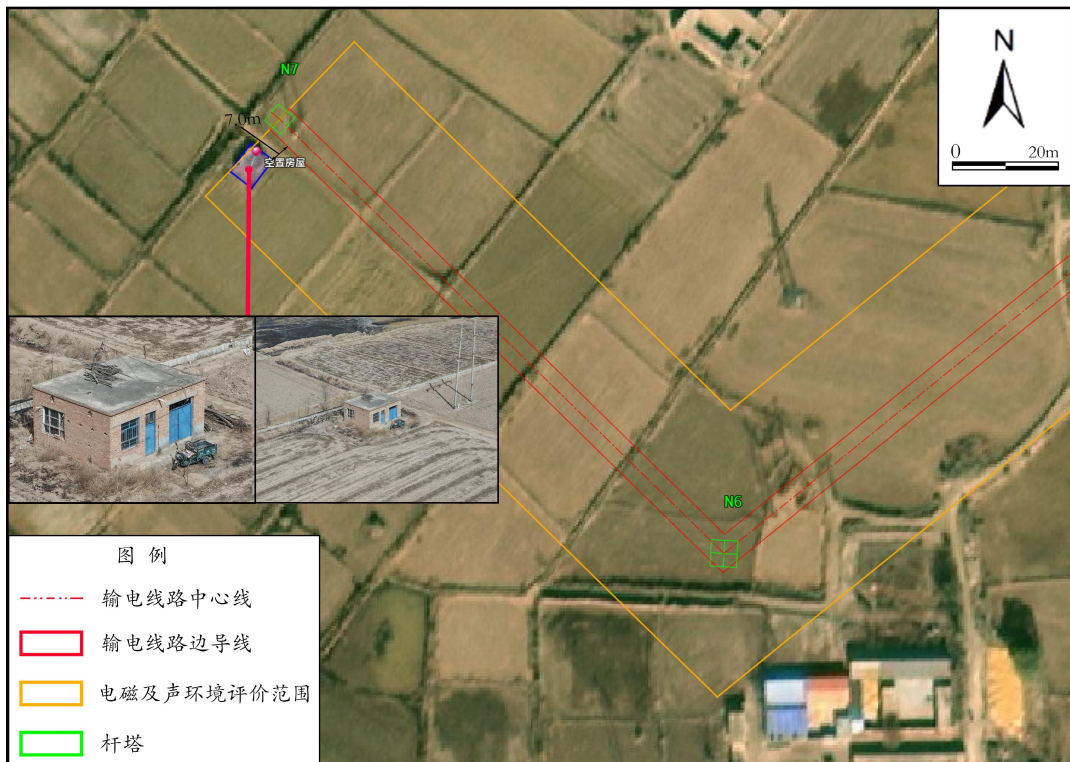 N7
7.0m
空置房屋
N
0 20m
N6
图 例
输电线路中心线
输电线路边导线
电磁及声环境评价范围
杆塔